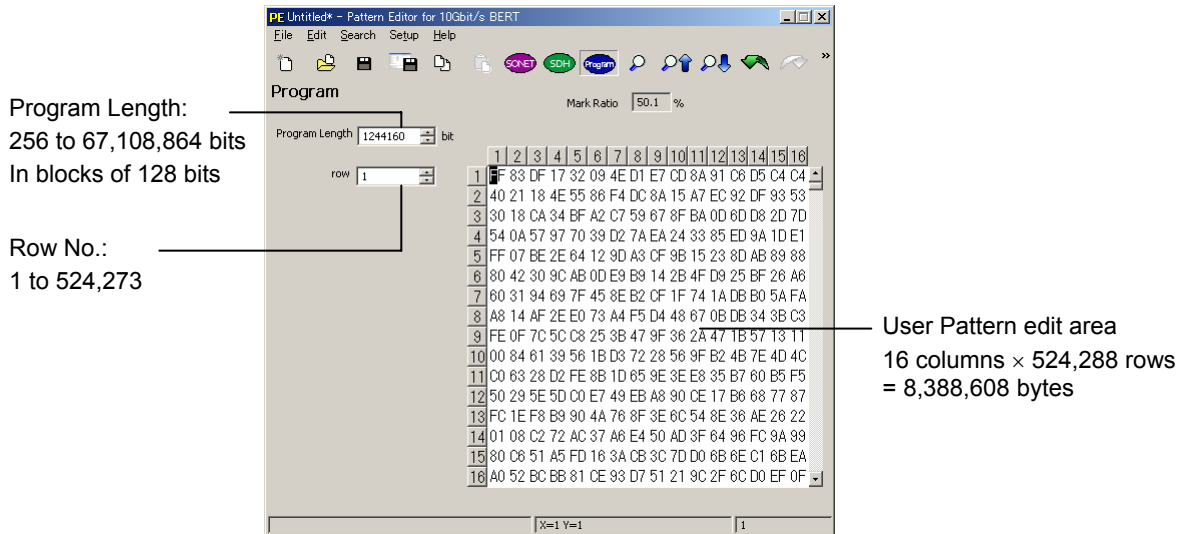 PE Untitled* - Pattern Editor for 10Gbit/s BERT
File Edit Search Setup Help
SONET SDH Program »
Program
Mark Ratio 50.1 %
Program Length 1244160 bit
row 1
Program Length:
256 to 67,108,864 bits
In blocks of 128 bits
Row No.:
1 to 524,273
1 2 3 4 5 6 7 8 9 10 11 12 13 14 15 16
1 FF 83 DF 17 32 09 4E D1 E7 CD 8A 91 C6 D5 C4 C4
2 40 21 18 4E 55 86 F4 DC 8A 15 A7 EC 92 DF 93 53
3 30 18 CA 34 BF A2 C7 59 67 8F BA 0D 6D D8 2D 7D
4 54 0A 57 97 70 39 D2 7A EA 24 33 85 ED 9A 1D E1
5 FF 07 BE 2E 64 12 9D A3 CF 9B 15 23 8D AB 89 88
6 80 42 30 9C AB 0D E9 B9 14 2B 4F D9 25 BF 26 A6
7 60 31 94 69 7F 45 8E B2 CF 1F 74 1A DB B0 5A FA
8 A8 14 AF 2E E0 73 A4 F5 D4 48 67 0B DB 34 3B C3
9 FE 0F 7C 5C C8 25 3B 47 9F 36 2A 47 1B 57 13 11
10 00 84 61 39 56 1B D3 72 28 56 9F B2 4B 7E 4D 4C
11 C0 63 28 D2 FE 8B 1D 65 9E 3E E8 35 B7 60 B5 F5
12 50 29 5E 5D C0 E7 49 EB A8 90 CE 17 B6 68 77 87
13 FC 1E F8 B9 90 4A 76 8F 3E 6C 54 8E 36 AE 26 22
14 01 08 C2 72 AC 37 A6 E4 50 AD 3F 64 96 FC 9A 99
15 80 C6 51 A5 FD 16 3A CB 3C 7D D0 6B 6E C1 6B EA
16 A0 52 BC BB 81 CE 93 D7 51 21 9C 2F 6C D0 EF 0F
User Pattern edit area
16 columns × 524,288 rows
= 8,388,608 bytes
X=1 Y=1 1